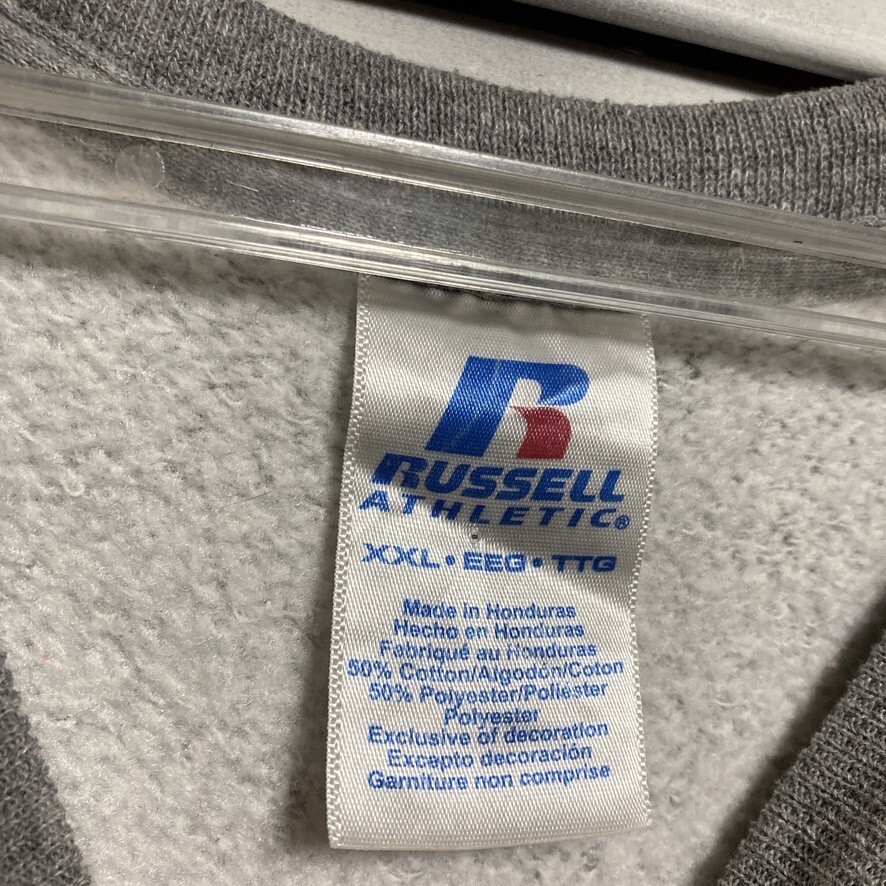 R
RUSSELL
ATHLETIC®
XXL • EEG • TTG
Made in Honduras
Hecho en Honduras
Fabriqué au Honduras
50% Cotton/Algodón/Coton
50% Polyester/Poliéster
Polyester
Exclusive of decoration
Excepto decoración
Garniture non comprise